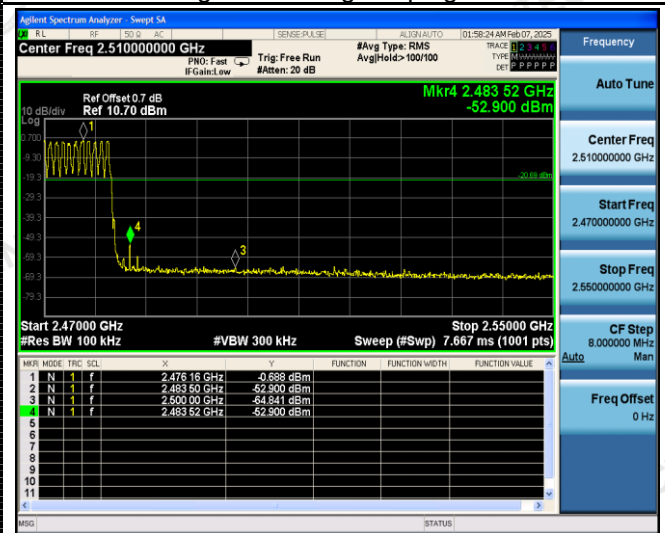 Agilent Spectrum Analyzer - Swept SA
RL RF 50 Ω AC SENSE:PULSE ALIGN AUTO 01:58:24 AM Feb 07, 2025
Center Freq 2.510000000 GHz
PNO: Fast
IFGain:Low
Trig: Free Run
#Atten: 20 dB
#Avg Type: RMS
Avg|Hold>100/100
TRACE 1 2 3 4 5 6
TYPE M
DET P P P P P P
Frequency
Mkr4 2.483 52 GHz
-52.900 dBm
Ref Offset 0.7 dB
10 dB/div Ref 10.70 dBm
Log
0.700
-9.30
-19.3
-29.3
-39.3
-49.3
-59.3
-69.3
-79.3
1
4
3
-20.69 dBm
Start 2.47000 GHz Stop 2.55000 GHz
#Res BW 100 kHz #VBW 300 kHz Sweep (#Swp) 7.667 ms (1001 pts)
MKR MODE TRC SCL X Y FUNCTION FUNCTION WIDTH FUNCTION VALUE
1 N 1 f 2.476 16 GHz -0.688 dBm
2 N 1 f 2.483 50 GHz -52.900 dBm
3 N 1 f 2.500 00 GHz -64.841 dBm
4 N 1 f 2.483 52 GHz -52.900 dBm
5
6
7
8
9
10
11
MSG STATUS
Auto Tune
Center Freq
2.510000000 GHz
Start Freq
2.470000000 GHz
Stop Freq
2.550000000 GHz
CF Step
8.000000 MHz
Auto Man
Freq Offset
0 Hz